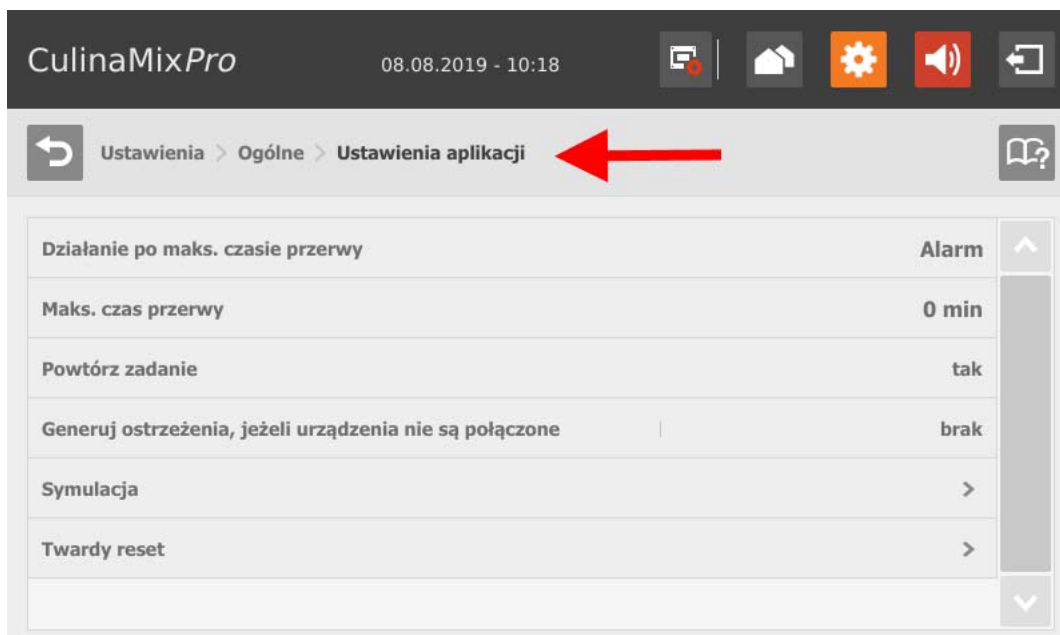 CulinaMixPro 08.08.2019 - 10:18
Ustawienia > Ogólne > Ustawienia aplikacji
Działanie po maks. czasie przerwy Alarm
Maks. czas przerwy 0 min
Powtórz zadanie tak
Generuj ostrzeżenia, jeżeli urządzenia nie są połączone brak
Symulacja >
Twardy reset >